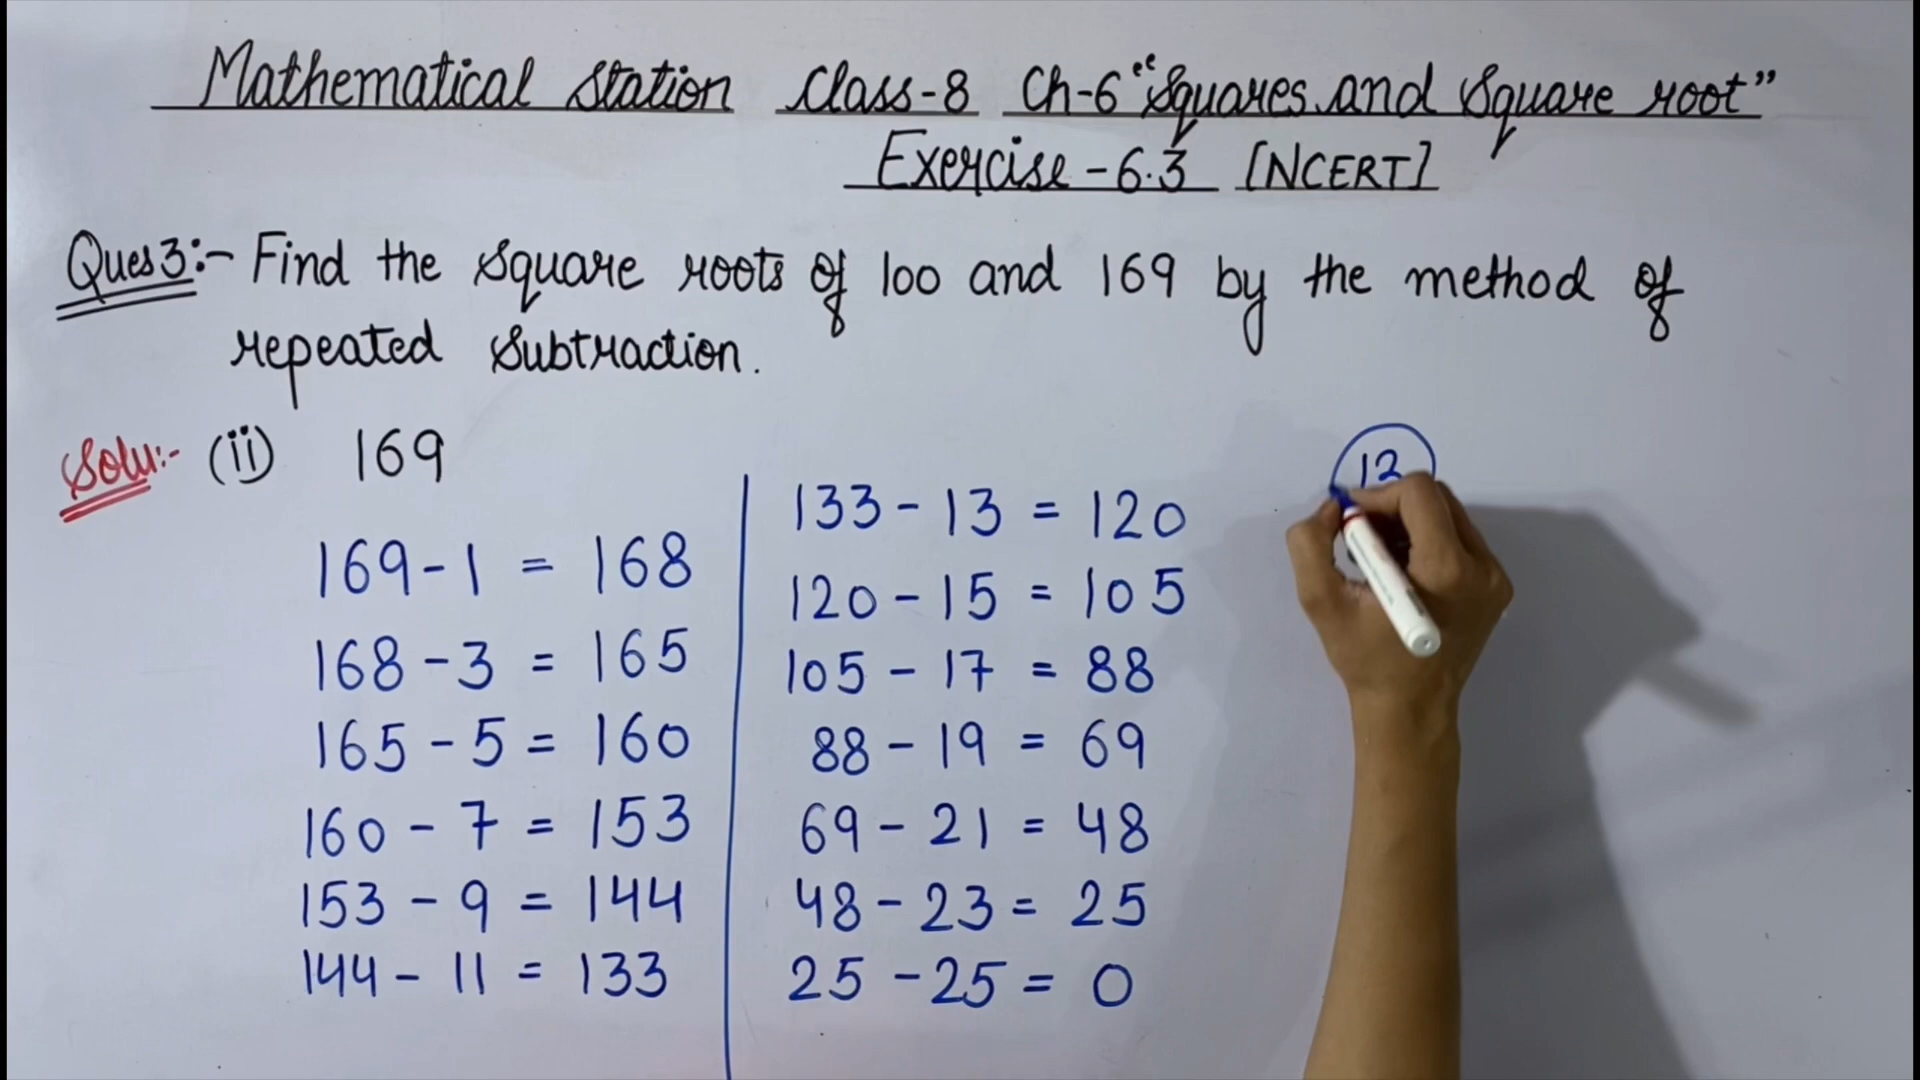 Mathematical Station Class-8 Ch-6 "Squares and Square root"
Exercise-6.3 [NCERT]
Ques 3:- Find the square roots of 100 and 169 by the method of
repeated Subtraction.
Solu:- (ii) 169
169 - 1 = 168
168 - 3 = 165
165 - 5 = 160
160 - 7 = 153
153 - 9 = 144
144 - 11 = 133
133 - 13 = 120
120 - 15 = 105
105 - 17 = 88
88 - 19 = 69
69 - 21 = 48
48 - 23 = 25
25 - 25 = 0